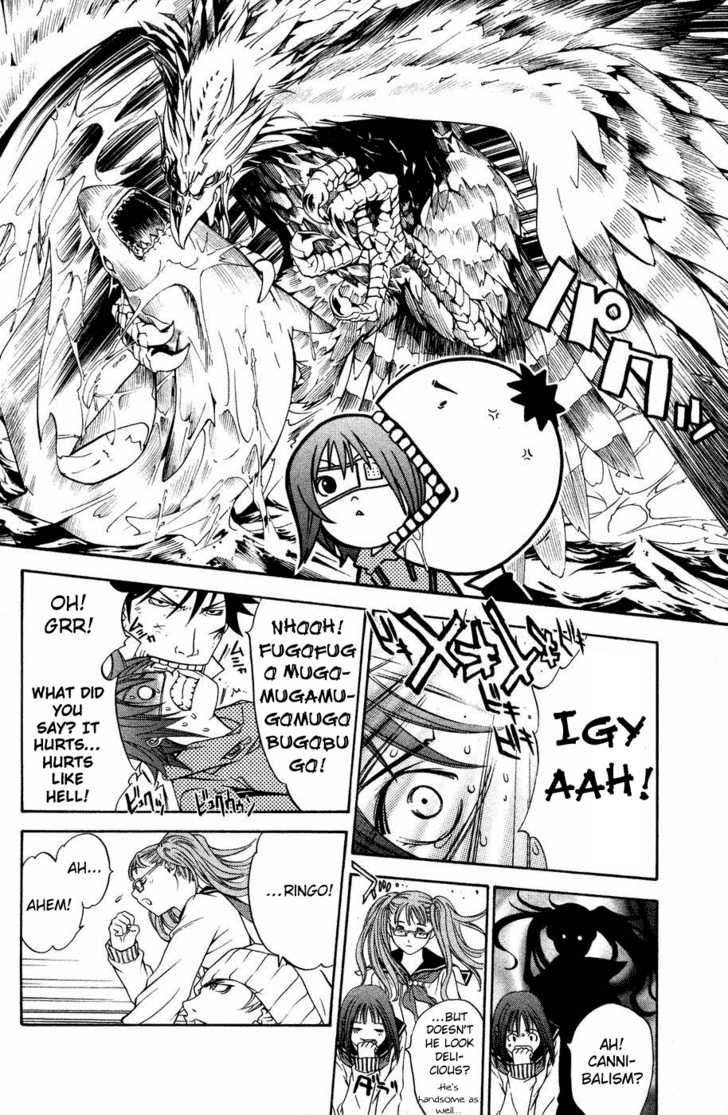 パクッ
IGY
AAH!
NHOOH!
FUGOFUG
O MUGO-
MUGAMU-
GOMUGO
BUGOBU
GO!
OH!
GRR!
WHAT DID
YOU
SAY? IT
HURTS...
HURTS
LIKE
HELL!
AH!
CANNI-
BALISM?
...BUT
DOESN'T
HE LOOK
DELI-
CIOUS?
He's
handsome as
well...
...RINGO!
AH...
AHEM!